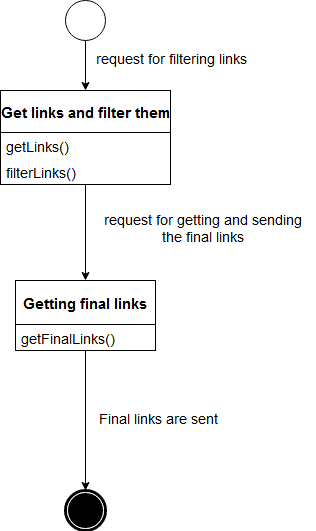 request for filtering links
Get links and filter them
getLinks()
filterLinks()
request for getting and sending
the final links
Getting final links
getFinalLinks()
Final links are sent